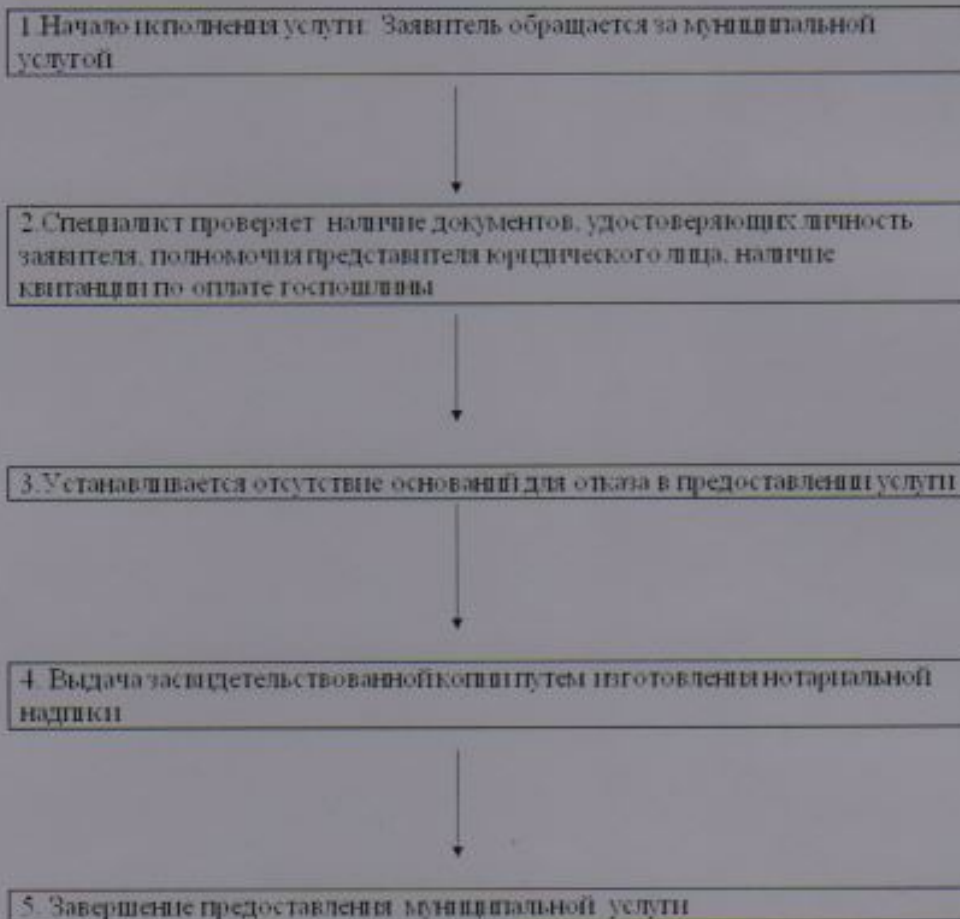 1.Начало исполнения услуги: Заявитель обращается за муниципальной
услугой
2.Специалист проверяет наличие документов, удостоверяющих личность
заявителя, полномочия представителя юридического лица, наличие
квитанции по оплате госпошлины
3.Устанавливается отсутствие оснований для отказа в предоставлении услуги
4. Выдача засвидетельствованной копии путем изготовления нотариальной
надписи
5. Завершение предоставления муниципальной услуги